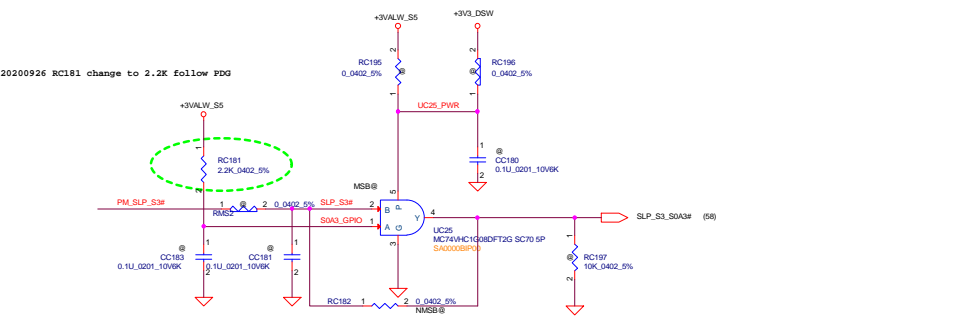 +3VALW_S5
+3V3_DSW
2
2
RC195
0_0402_5%
@
RC196
0_0402_5%
@
20200926 RC181 change to 2.2K follow PDG
1
1
+3VALW_S5
UC25_PWR
1
RC181
2.2K_0402_5%
2
1
@
CC180
0.1U_0201_10V6K
2
MSB@
5
PM_SLP_S3#
1
@
2
0_0402_5%
SLP_S3#
2
B
P
Y
4
SLP_S3_S0A3#
(58)
RMS2
S0A3_GPIO
1
A
G
UC25
MC74VHC1G08DFT2G SC70 5P
SA0000BIP00
3
1
@
CC183
0.1U_0201_10V6K
2
1
@
CC181
0.1U_0201_10V6K
2
1
@
RC197
10K_0402_5%
2
RC182
1
2
0_0402_5%
NMSB@